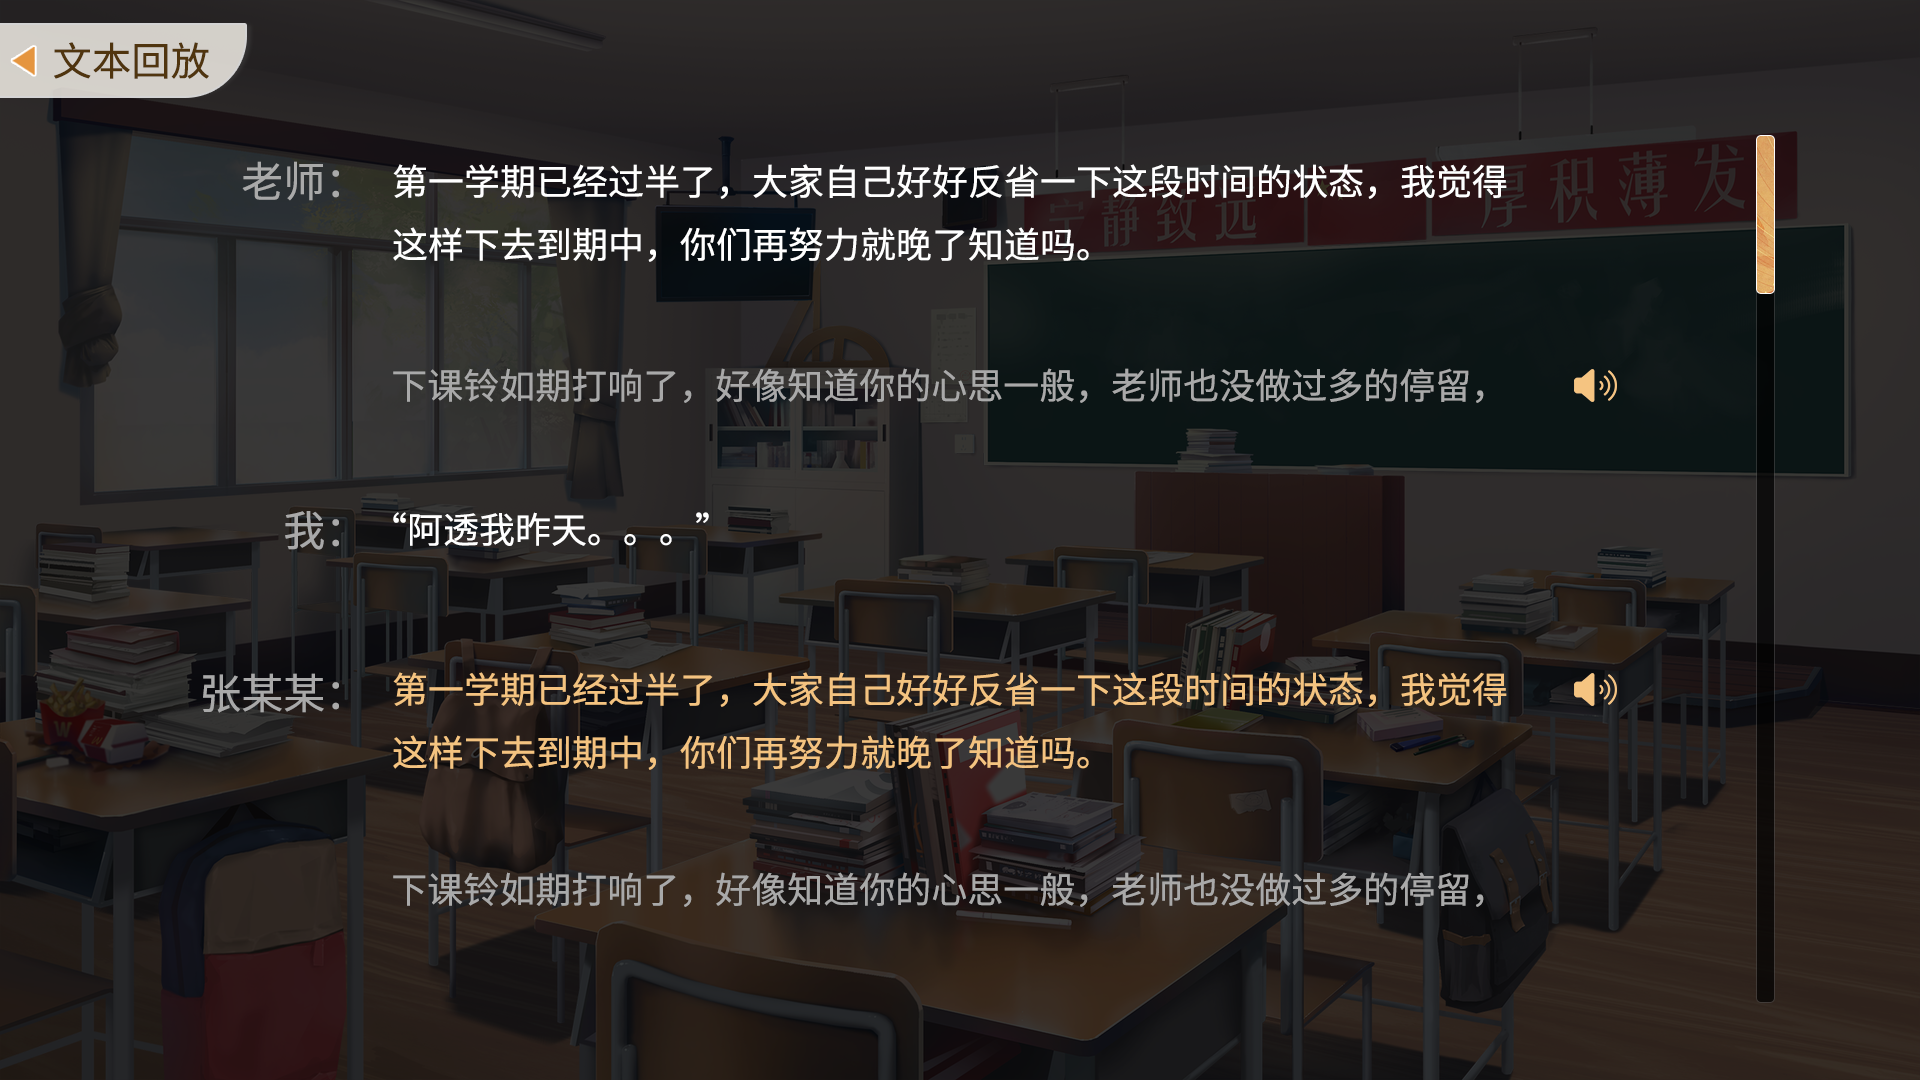 文本回放
宁静致远
厚积薄发
老师：
第一学期已经过半了，大家自己好好反省一下这段时间的状态，我觉得
这样下去到期中，你们再努力就晚了知道吗。
下课铃如期打响了，好像知道你的心思一般，老师也没做过多的停留，
我：
“阿透我昨天。。。”
张某某：
第一学期已经过半了，大家自己好好反省一下这段时间的状态，我觉得
这样下去到期中，你们再努力就晚了知道吗。
下课铃如期打响了，好像知道你的心思一般，老师也没做过多的停留，
W